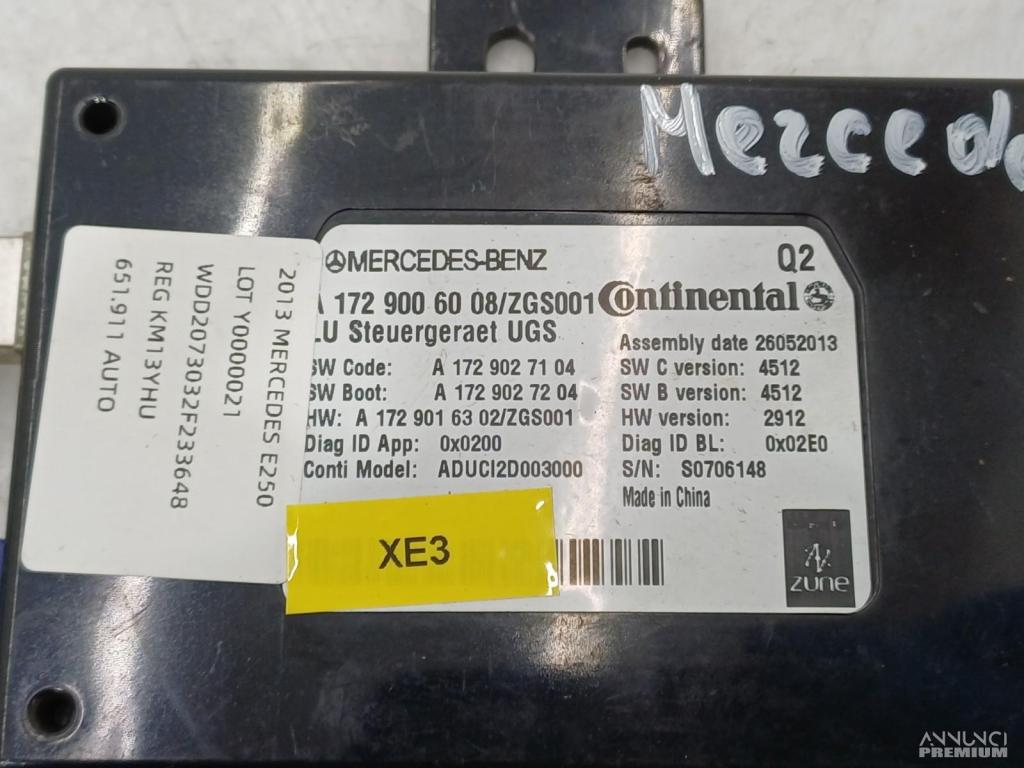 Mercede
MERCEDES-BENZ
Q2
A 172 900 60 08/ZGS001
Continental
LU Steuergeraet UGS
Assembly date 26052013
SW Code: A 172 902 71 04
SW C version: 4512
SW Boot: A 172 902 72 04
SW B version: 4512
HW: A 172 901 63 02/ZGS001
HW version: 2912
Diag ID App: 0x0200
Diag ID BL: 0x02E0
Conti Model: ADUCI2D003000
S/N: S0706148
Made in China
XE3
zune
2013 MERCEDES E250
LOT Y0000021
WDD2073032F233648
REG KM13YHU
651.911 AUTO
ANNUNCI
PREMIUM